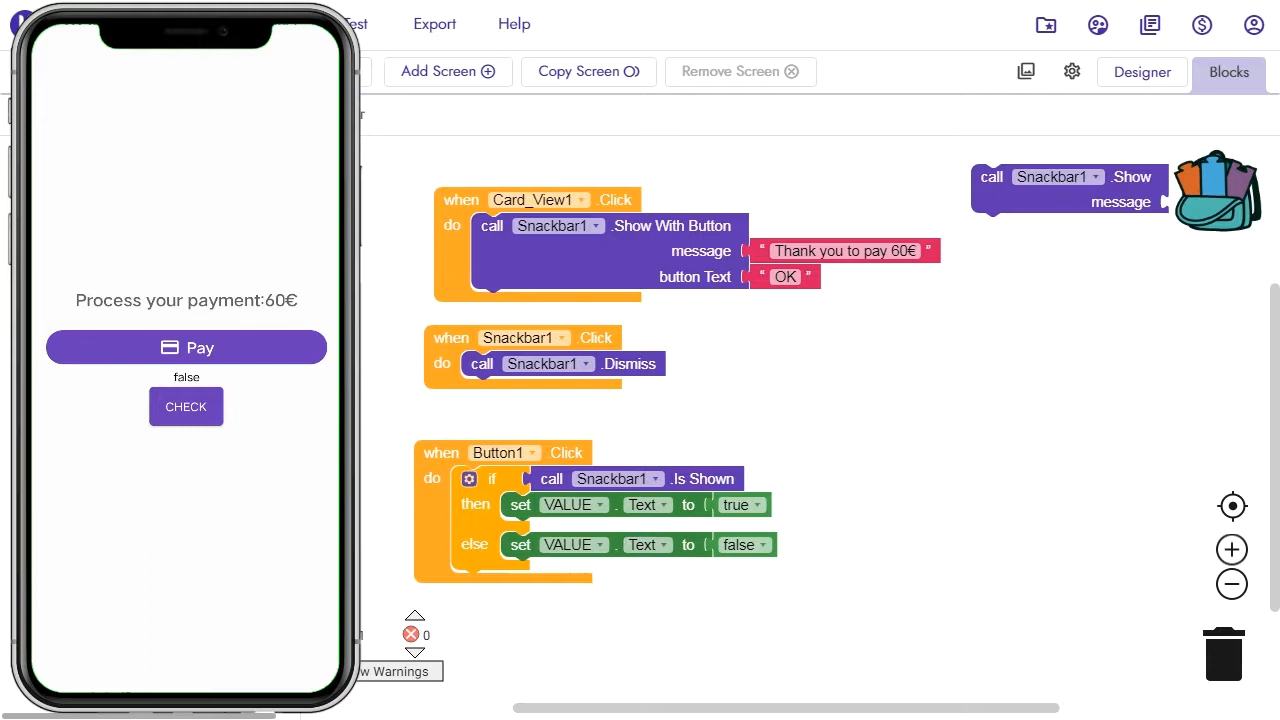 Test Export Help
Add Screen Copy Screen Remove Screen Designer Blocks
call Snackbar1 .Show
message
when Card_View1 .Click
do call Snackbar1 .Show With Button
message “ Thank you to pay 60€ ”
button Text “ OK ”
when Snackbar1 .Click
do call Snackbar1 .Dismiss
when Button1 .Click
do if call Snackbar1 .Is Shown
then set VALUE . Text to true
else set VALUE . Text to false
0
w Warnings
Process your payment:60€
Pay
false
CHECK